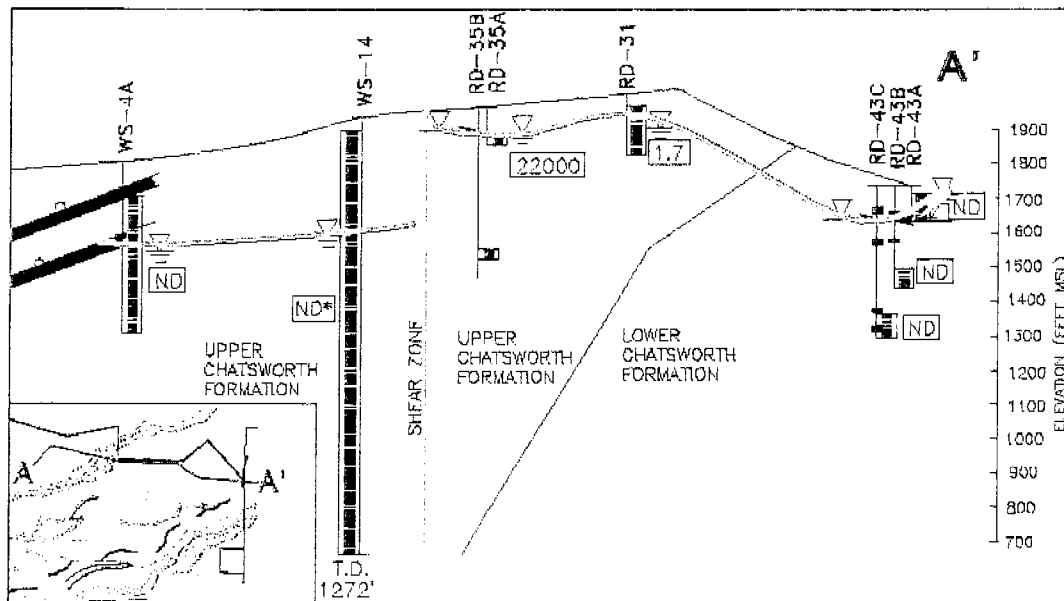 WS-4A
WS-14
RD-35B
RD-35A
RD-31
A'
RD-43C
RD-43B
RD-43A
1900
1800
1700
1600
1500
1400
1300
1200
1100
1000
900
800
700
ELEVATION (FEET MSL)
22000
1.7
ND
ND
ND*
ND
ND
UPPER
CHATSWORTH
FORMATION
SHEAR ZONE
UPPER
CHATSWORTH
FORMATION
LOWER
CHATSWORTH
FORMATION
A
A'
T.D.
1272'